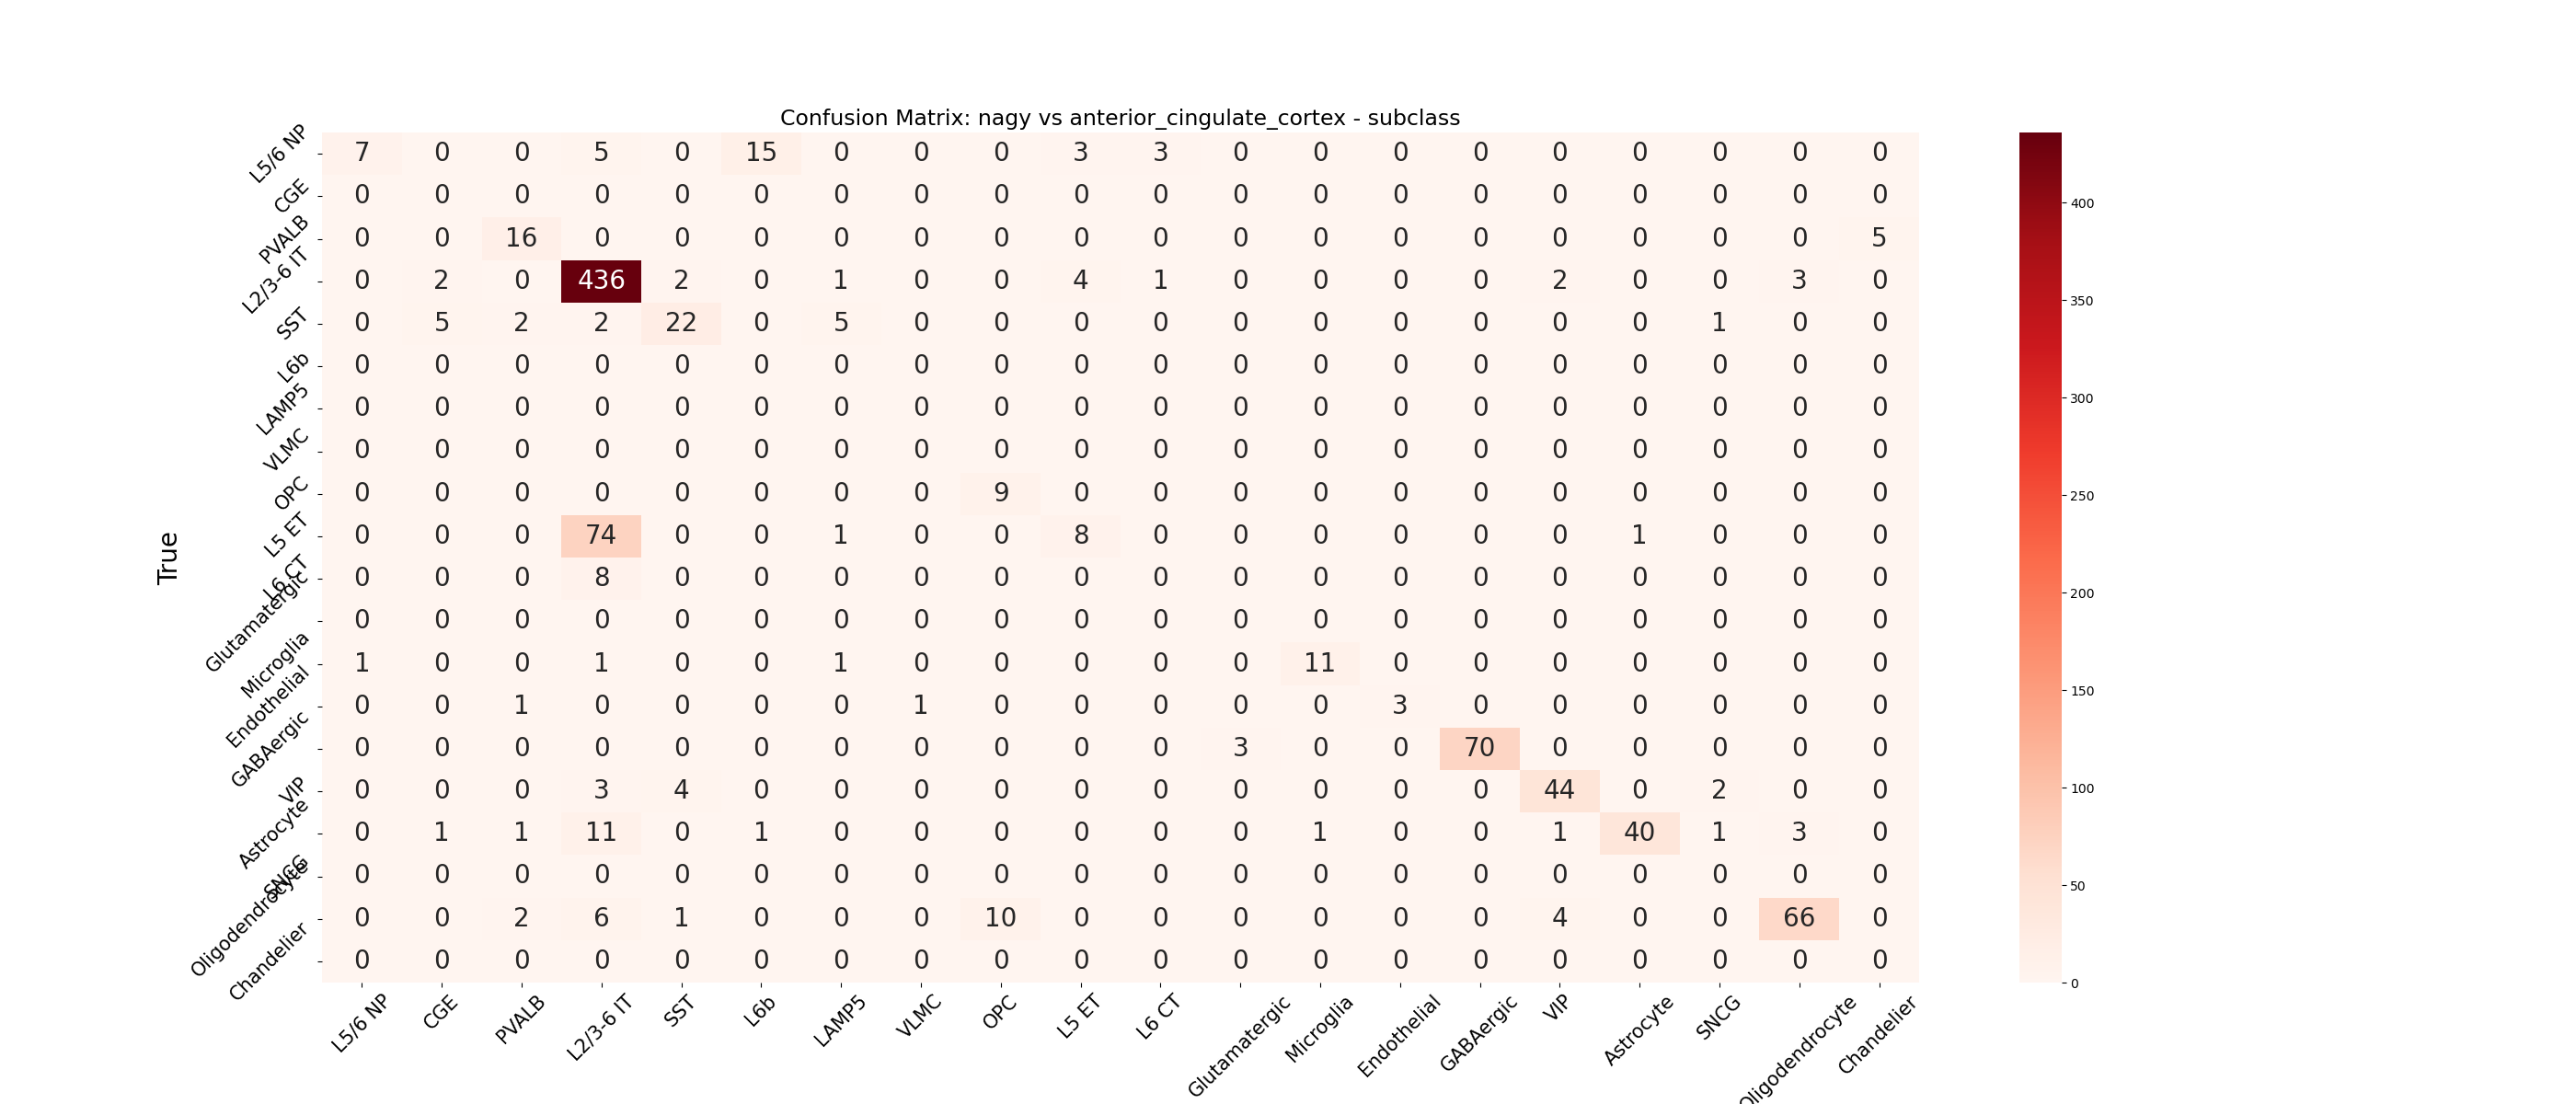 Confusion Matrix: nagy vs anterior_cingulate_cortex - subclass
True
L5/6 NP 7 0 0 5 0 15 0 0 0 3 3 0 0 0 0 0 0 0 0 0
CGE 0 0 0 0 0 0 0 0 0 0 0 0 0 0 0 0 0 0 0 0
PVALB 0 0 16 0 0 0 0 0 0 0 0 0 0 0 0 0 0 0 0 5
L2/3-6 IT 0 2 0 436 2 0 1 0 0 4 1 0 0 0 0 2 0 0 3 0
SST 0 5 2 2 22 0 5 0 0 0 0 0 0 0 0 0 0 1 0 0
L6b 0 0 0 0 0 0 0 0 0 0 0 0 0 0 0 0 0 0 0 0
LAMP5 0 0 0 0 0 0 0 0 0 0 0 0 0 0 0 0 0 0 0 0
VLMC 0 0 0 0 0 0 0 0 0 0 0 0 0 0 0 0 0 0 0 0
OPC 0 0 0 0 0 0 0 0 9 0 0 0 0 0 0 0 0 0 0 0
L5 ET 0 0 0 74 0 0 1 0 0 8 0 0 0 0 0 0 1 0 0 0
L6 CT 0 0 0 8 0 0 0 0 0 0 0 0 0 0 0 0 0 0 0 0
Glutamatergic 0 0 0 0 0 0 0 0 0 0 0 0 0 0 0 0 0 0 0 0
Microglia 1 0 0 1 0 0 1 0 0 0 0 0 11 0 0 0 0 0 0 0
Endothelial 0 0 1 0 0 0 0 1 0 0 0 0 0 3 0 0 0 0 0 0
GABAergic 0 0 0 0 0 0 0 0 0 0 0 3 0 0 70 0 0 0 0 0
VIP 0 0 0 3 4 0 0 0 0 0 0 0 0 0 0 44 0 2 0 0
Astrocyte 0 1 1 11 0 1 0 0 0 0 0 0 1 0 0 1 40 1 3 0
SNCG 0 0 0 0 0 0 0 0 0 0 0 0 0 0 0 0 0 0 0 0
Oligodendrocyte 0 0 2 6 1 0 0 0 10 0 0 0 0 0 0 4 0 0 66 0
Chandelier 0 0 0 0 0 0 0 0 0 0 0 0 0 0 0 0 0 0 0 0
L5/6 NP CGE PVALB L2/3-6 IT SST L6b LAMP5 VLMC OPC L5 ET L6 CT Glutamatergic Microglia Endothelial GABAergic VIP Astrocyte SNCG Oligodendrocyte Chandelier
400
350
300
250
200
150
100
50
0